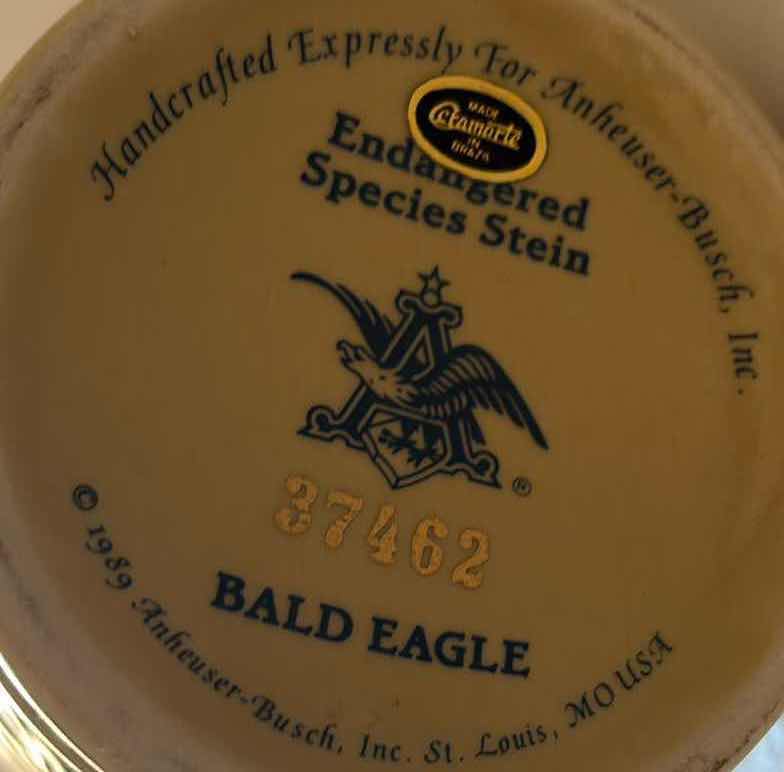 Handcrafted Expressly For Anheuser-Busch, Inc.
MADE
Ceramarte
IN
BRAZIL
Endangered
Species Stein
A
®
37462
BALD EAGLE
© 1989 Anheuser-Busch, Inc. St. Louis, MO USA